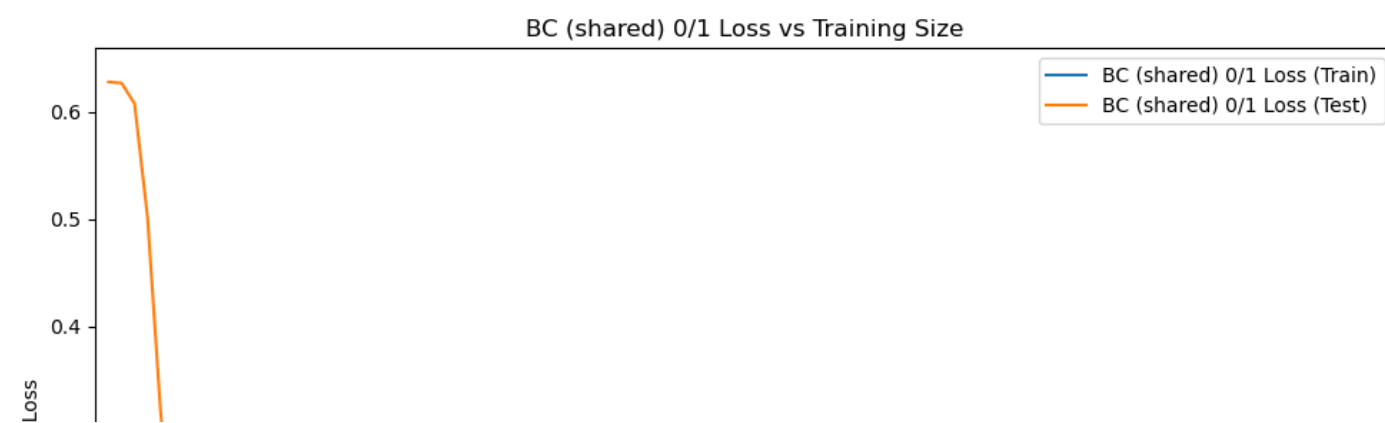 BC (shared) 0/1 Loss vs Training Size
BC (shared) 0/1 Loss (Train)
BC (shared) 0/1 Loss (Test)
0.6
0.5
0.4
Loss